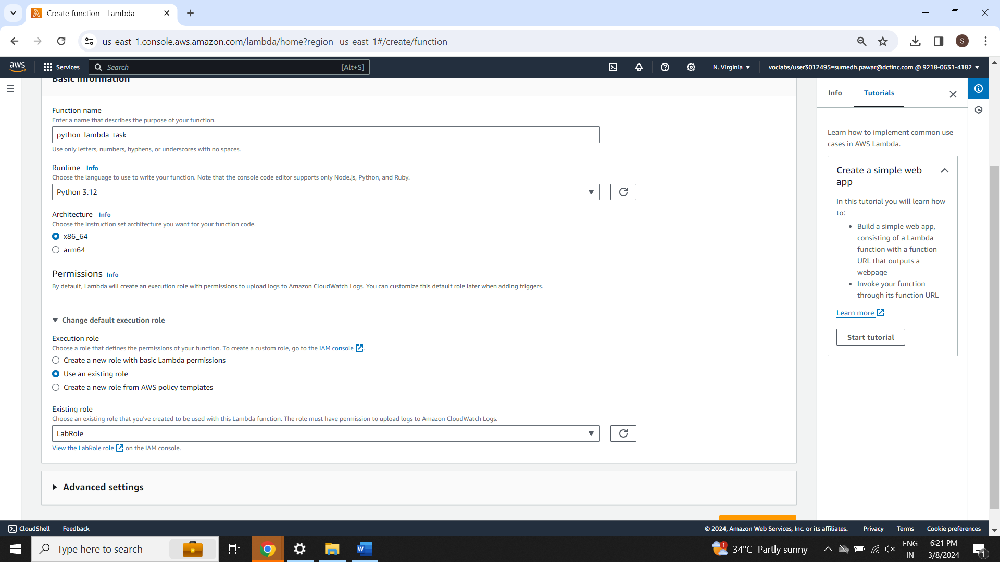 Create function - Lambda
us-east-1.console.aws.amazon.com/lambda/home?region=us-east-1#/create/function
S
aws
Services
Search
[Alt+S]
N. Virginia
voclabs/user3012495=sumedh.pawar@dctinc.com @ 9218-0631-4182
Basic information
Function name
Enter a name that describes the purpose of your function.
python_lambda_task
Use only letters, numbers, hyphens, or underscores with no spaces.
Runtime Info
Choose the language to use to write your function. Note that the console code editor supports only Node.js, Python, and Ruby.
Python 3.12
Architecture Info
Choose the instruction set architecture you want for your function code.
x86_64
arm64
Permissions Info
By default, Lambda will create an execution role with permissions to upload logs to Amazon CloudWatch Logs. You can customize this default role later when adding triggers.
Change default execution role
Execution role
Choose a role that defines the permissions of your function. To create a custom role, go to the IAM console.
Create a new role with basic Lambda permissions
Use an existing role
Create a new role from AWS policy templates
Existing role
Choose an existing role that you've created to be used with this Lambda function. The role must have permission to upload logs to Amazon CloudWatch Logs.
LabRole
View the LabRole role on the IAM console.
Advanced settings
Info
Tutorials
Learn how to implement common use
cases in AWS Lambda.
Create a simple web
app
In this tutorial you will learn how
to:
• Build a simple web app,
consisting of a Lambda
function with a function
URL that outputs a
webpage
• Invoke your function
through its function URL
Learn more
Start tutorial
CloudShell
Feedback
© 2024, Amazon Web Services, Inc. or its affiliates.
Privacy
Terms
Cookie preferences
Type here to search
1
34°C Partly sunny
ENG
IN
6:21 PM
3/8/2024
1